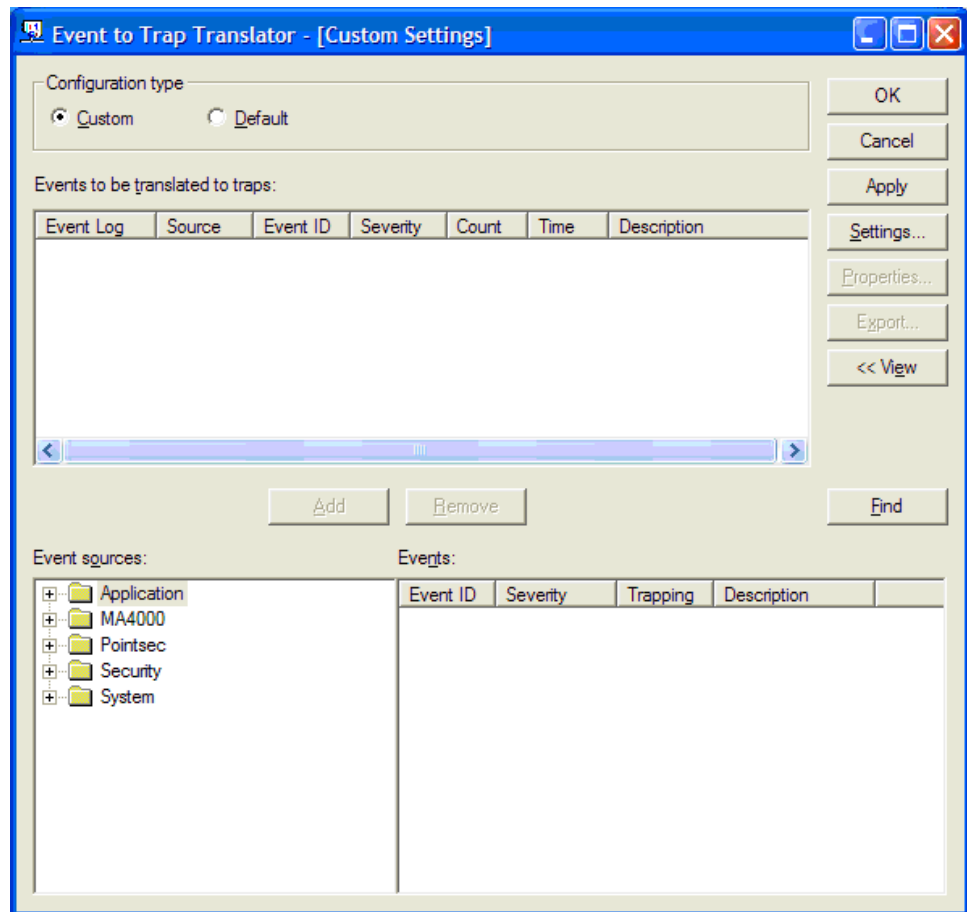 Event to Trap Translator - [Custom Settings]
Configuration type
Custom Default
OK
Cancel
Events to be translated to traps:
Apply
Event Log Source Event ID Severity Count Time Description
Settings...
Properties...
Export...
<< View
Add Remove Find
Event sources: Events:
Application
MA4000
Pointsec
Security
System
Event ID Severity Trapping Description